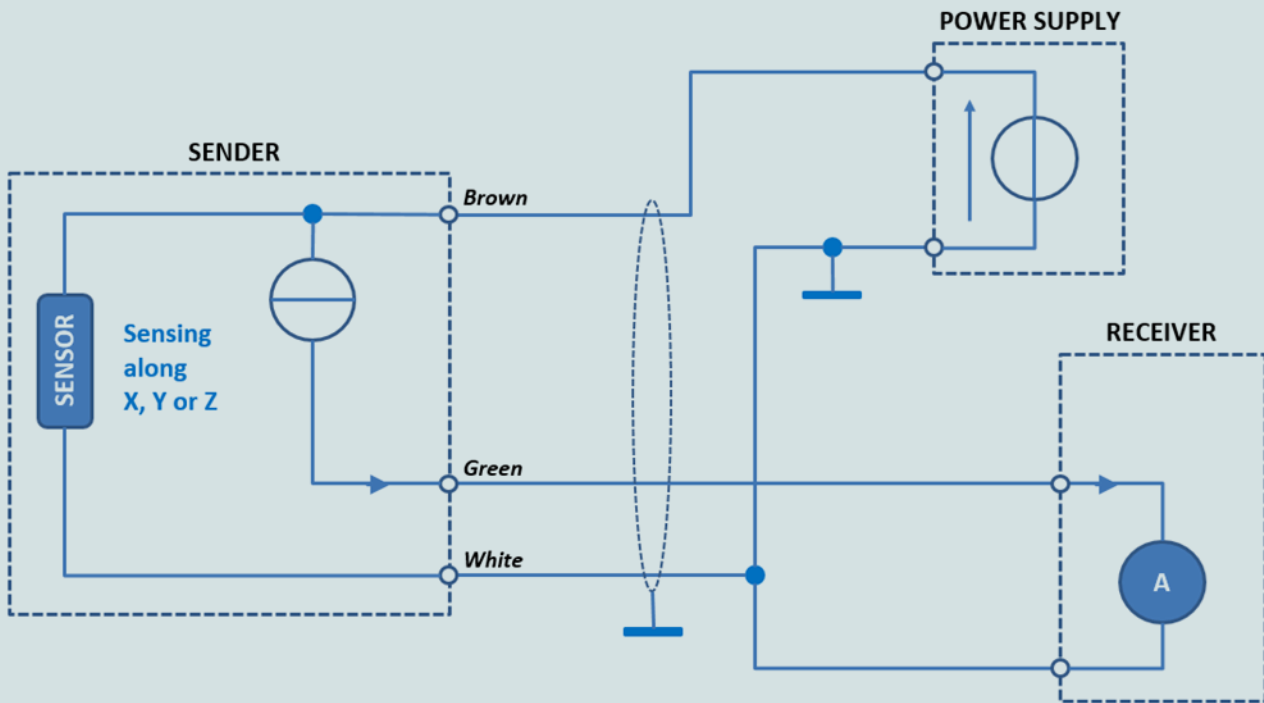 POWER SUPPLY
SENDER
Brown
SENSOR
Sensing
along
X, Y or Z
RECEIVER
Green
White
A